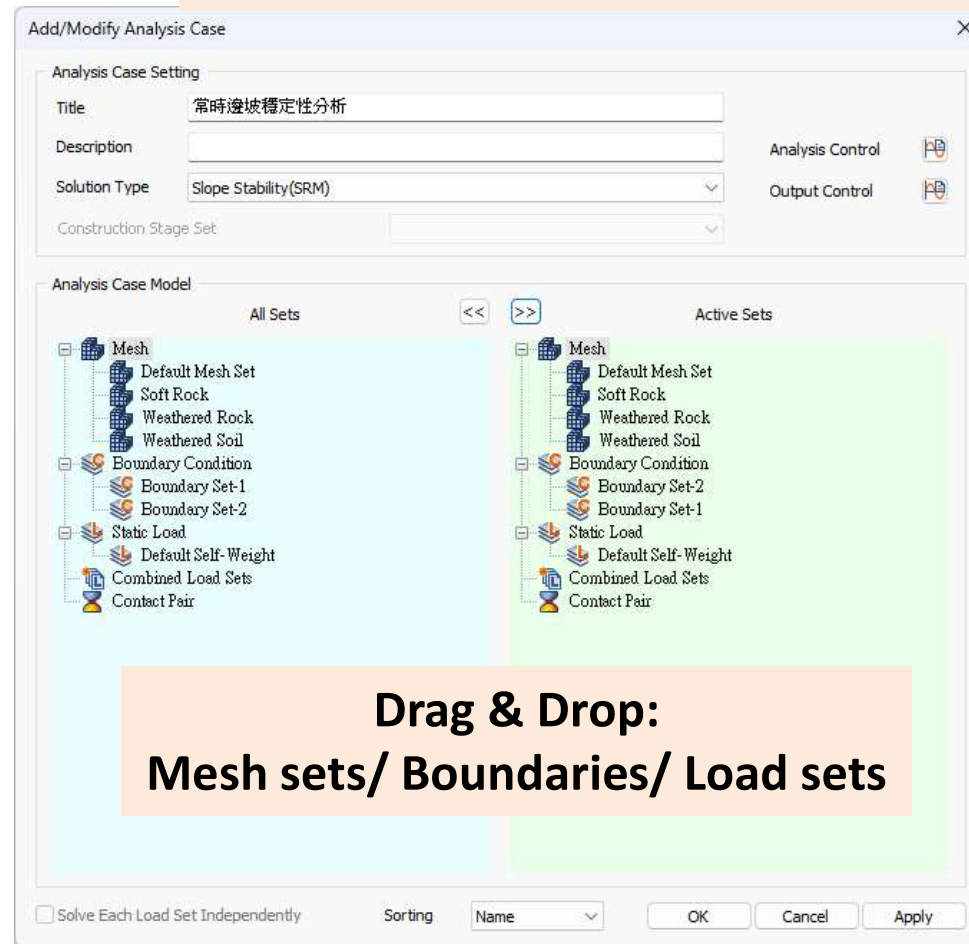 Add/Modify Analysis Case
Analysis Case Setting
Title 常時邊坡穩定性分析
Description Analysis Control
Solution Type Slope Stability(SRM) Output Control
Construction Stage Set
Analysis Case Model
All Sets << >> Active Sets
Mesh Mesh
Default Mesh Set Default Mesh Set
Soft Rock Soft Rock
Weathered Rock Weathered Rock
Weathered Soil Weathered Soil
Boundary Condition Boundary Condition
Boundary Set-1 Boundary Set-2
Boundary Set-2 Boundary Set-1
Static Load Static Load
Default Self-Weight Default Self-Weight
Combined Load Sets Combined Load Sets
Contact Pair Contact Pair
Drag & Drop:
Mesh sets/ Boundaries/ Load sets
Solve Each Load Set Independently Sorting Name OK Cancel Apply